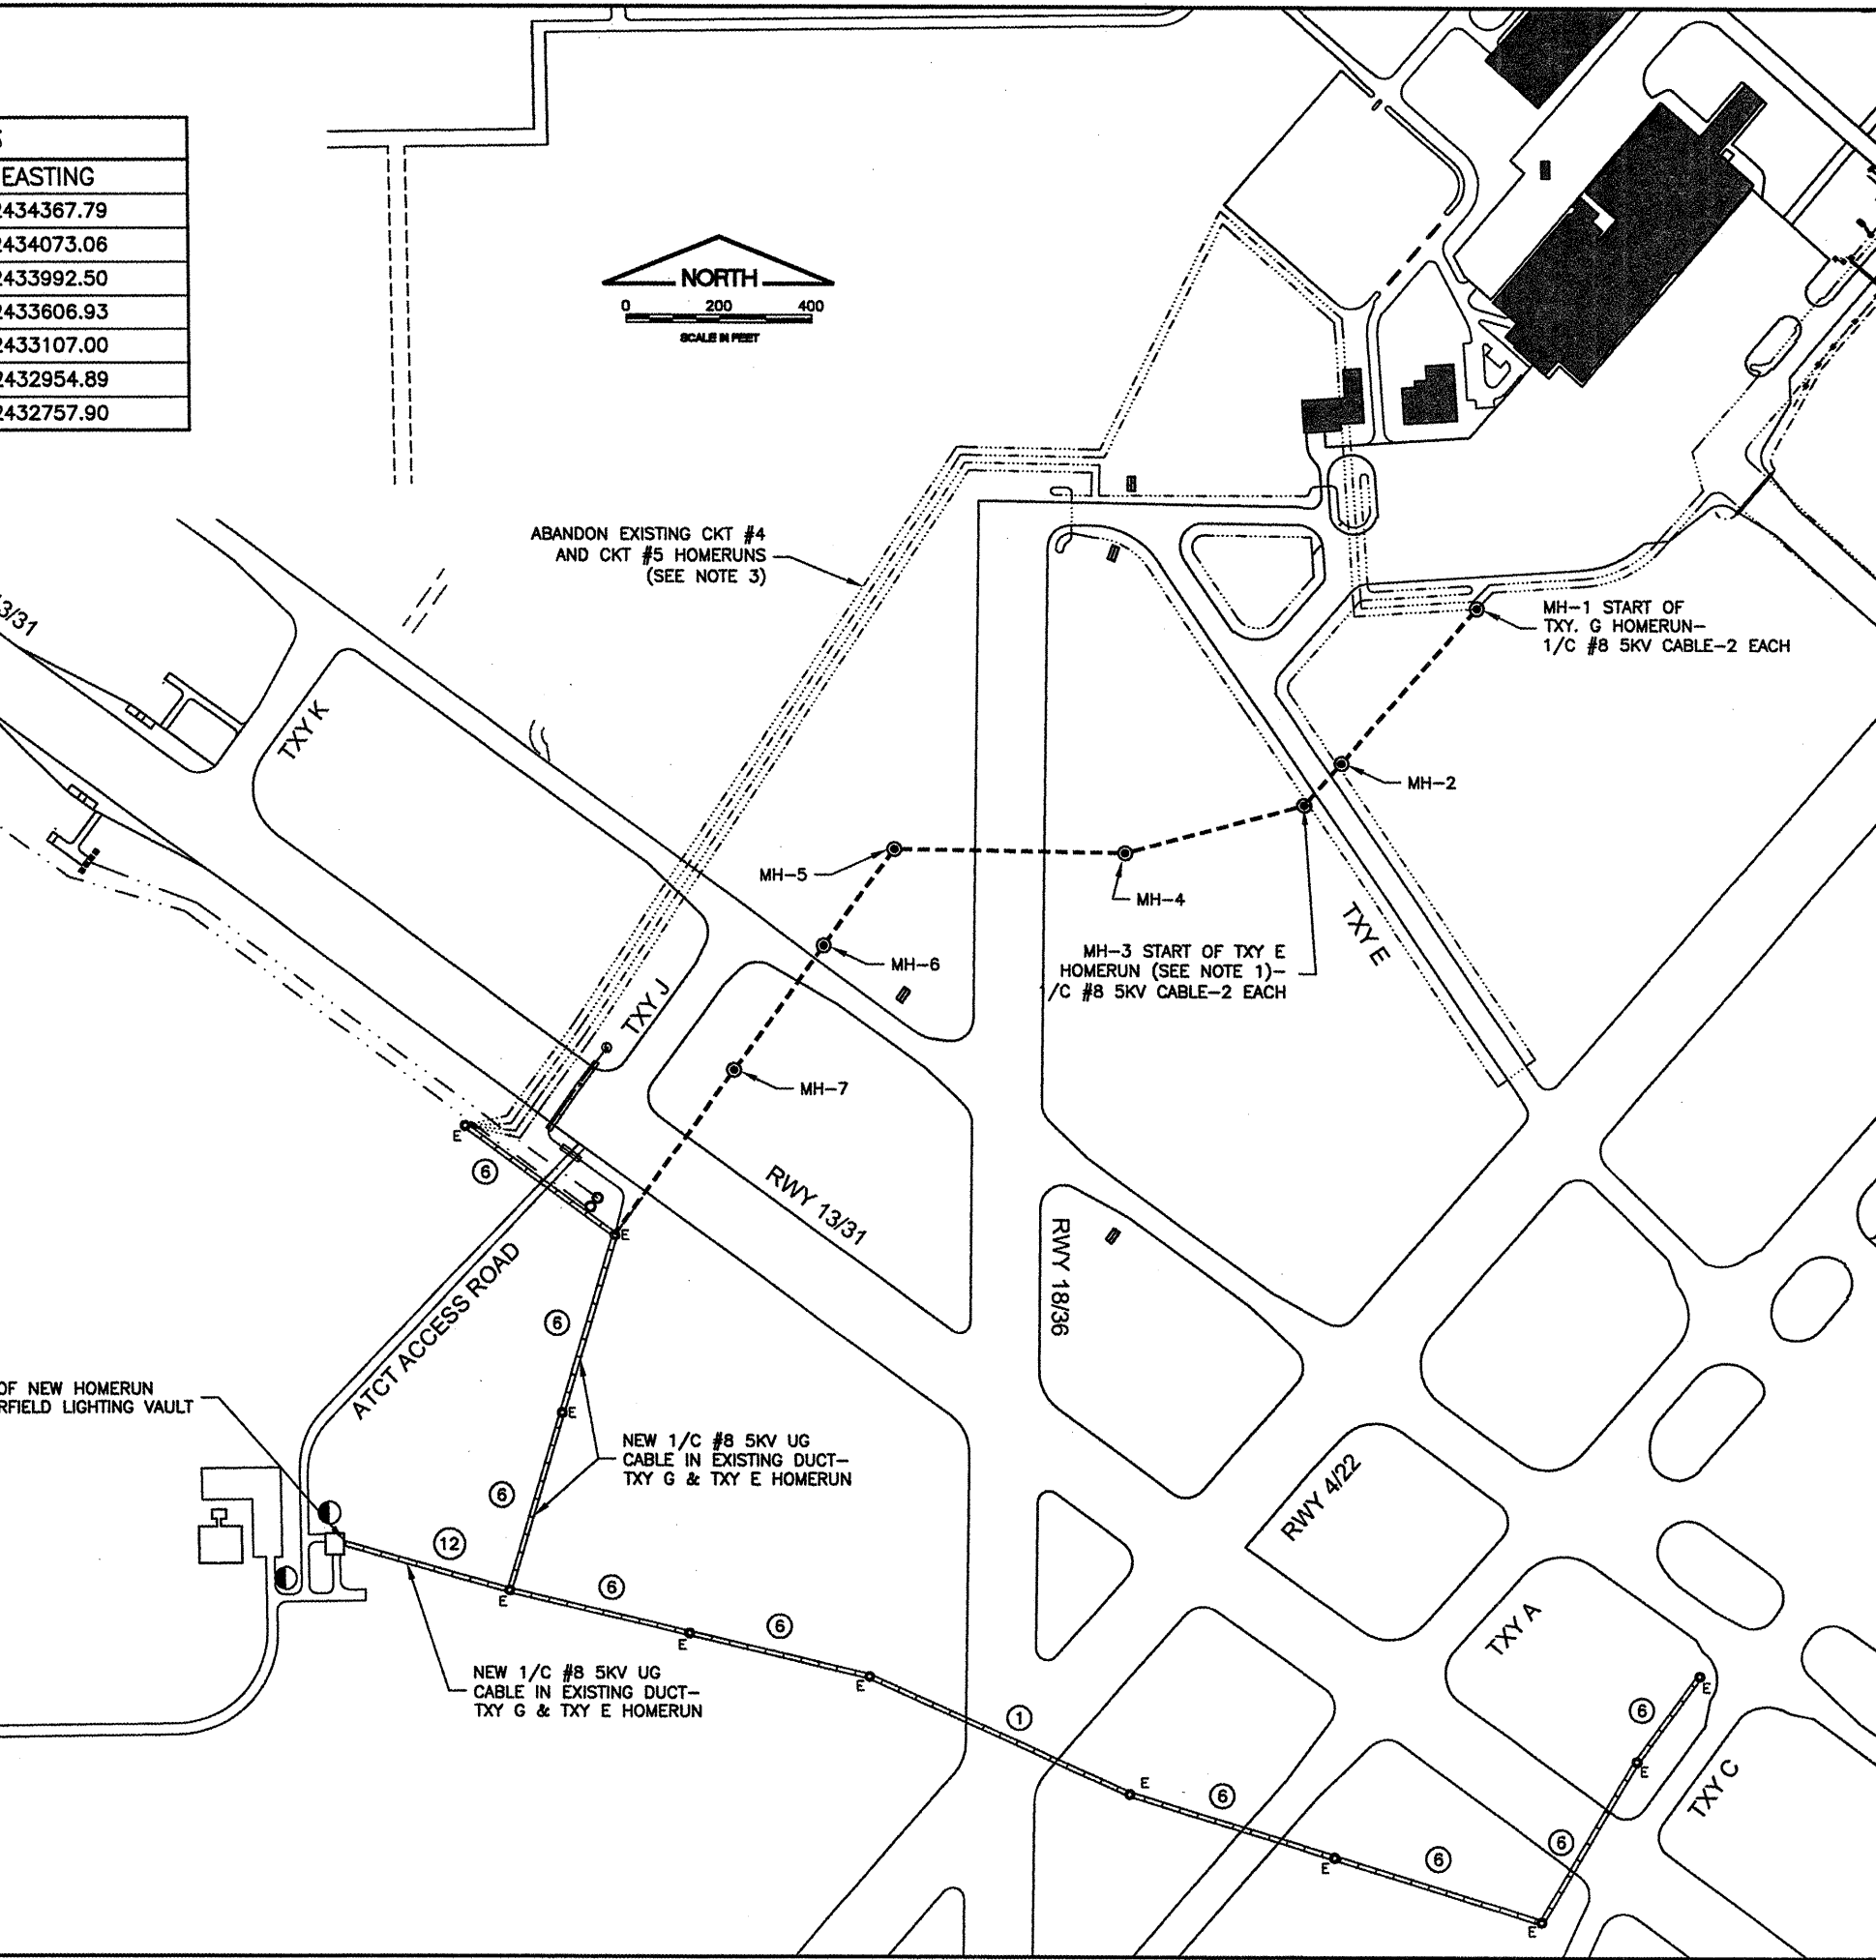 EASTING
2434367.79
2434073.06
2433992.50
2433606.93
2433107.00
2432954.89
2432757.90
NORTH
0 200 400
SCALE IN FEET
ABANDON EXISTING CKT #4
AND CKT #5 HOMERUNS
(SEE NOTE 3)
13/31
TXY K
MH-1 START OF
TXY. G HOMERUN-
1/C #8 5KV CABLE-2 EACH
MH-2
MH-5
MH-4
MH-3 START OF TXY E
HOMERUN (SEE NOTE 1)-
/C #8 5KV CABLE-2 EACH
TXY E
MH-6
TXY J
MH-7
E
6
E
RWY 13/31
RWY 18/36
ATCT ACCESS ROAD
6
OF NEW HOMERUN
RFIELD LIGHTING VAULT
E
NEW 1/C #8 5KV UG
CABLE IN EXISTING DUCT-
TXY G & TXY E HOMERUN
6
RWY 4/22
12
E
6
E
6
E
NEW 1/C #8 5KV UG
CABLE IN EXISTING DUCT-
TXY G & TXY E HOMERUN
TXY A
E
6
1
E
TXY C
E
6
E
6
6
E